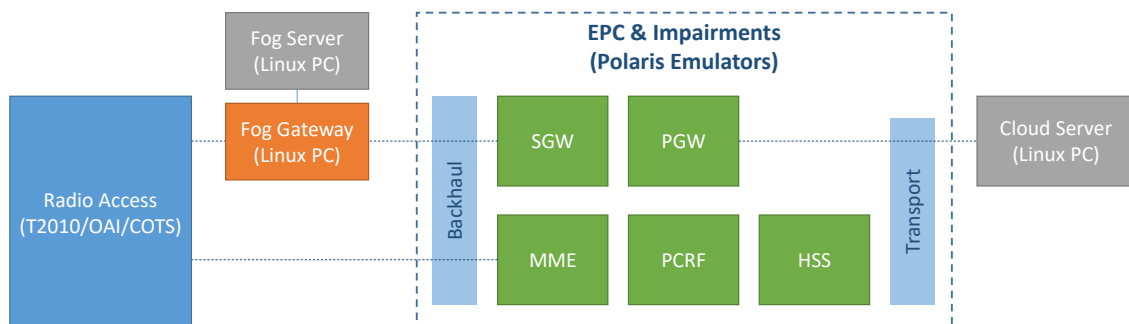 Fog Server
(Linux PC)
EPC & Impairments
(Polaris Emulators)
Radio Access
(T2010/OAI/COTS)
Fog Gateway
(Linux PC)
Backhaul
SGW
PGW
MME
PCRF
HSS
Transport
Cloud Server
(Linux PC)